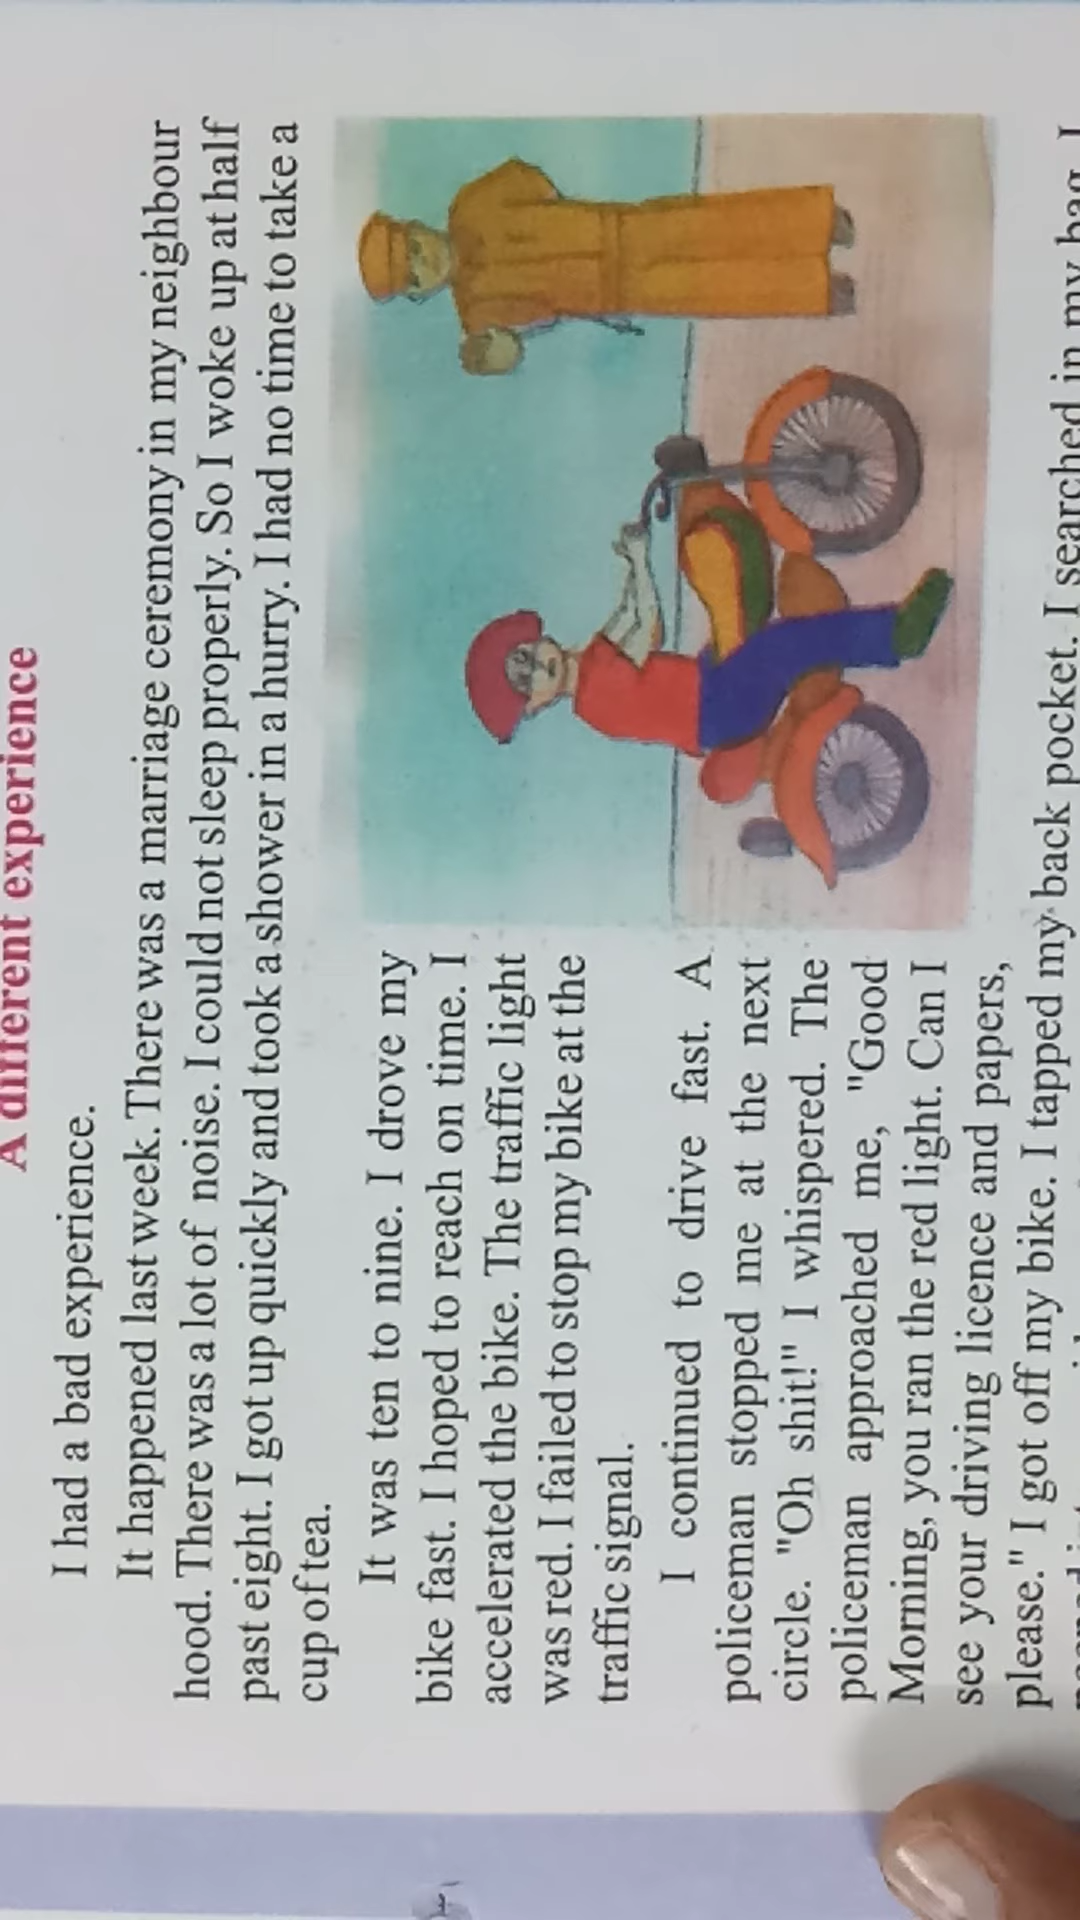 A different experience
I had a bad experience.
It happened last week. There was a marriage ceremony in my neighbour
hood. There was a lot of noise. I could not sleep properly. So I woke up at half
past eight. I got up quickly and took a shower in a hurry. I had no time to take a
cup of tea.
It was ten to nine. I drove my
bike fast. I hoped to reach on time. I
accelerated the bike. The traffic light
was red. I failed to stop my bike at the
traffic signal.
I continued to drive fast. A
policeman stopped me at the next
circle. "Oh shit!" I whispered. The
policeman approached me, "Good
Morning, you ran the red light. Can I
see your driving licence and papers,
please." I got off my bike. I tapped my back pocket. I searched in my bag. I